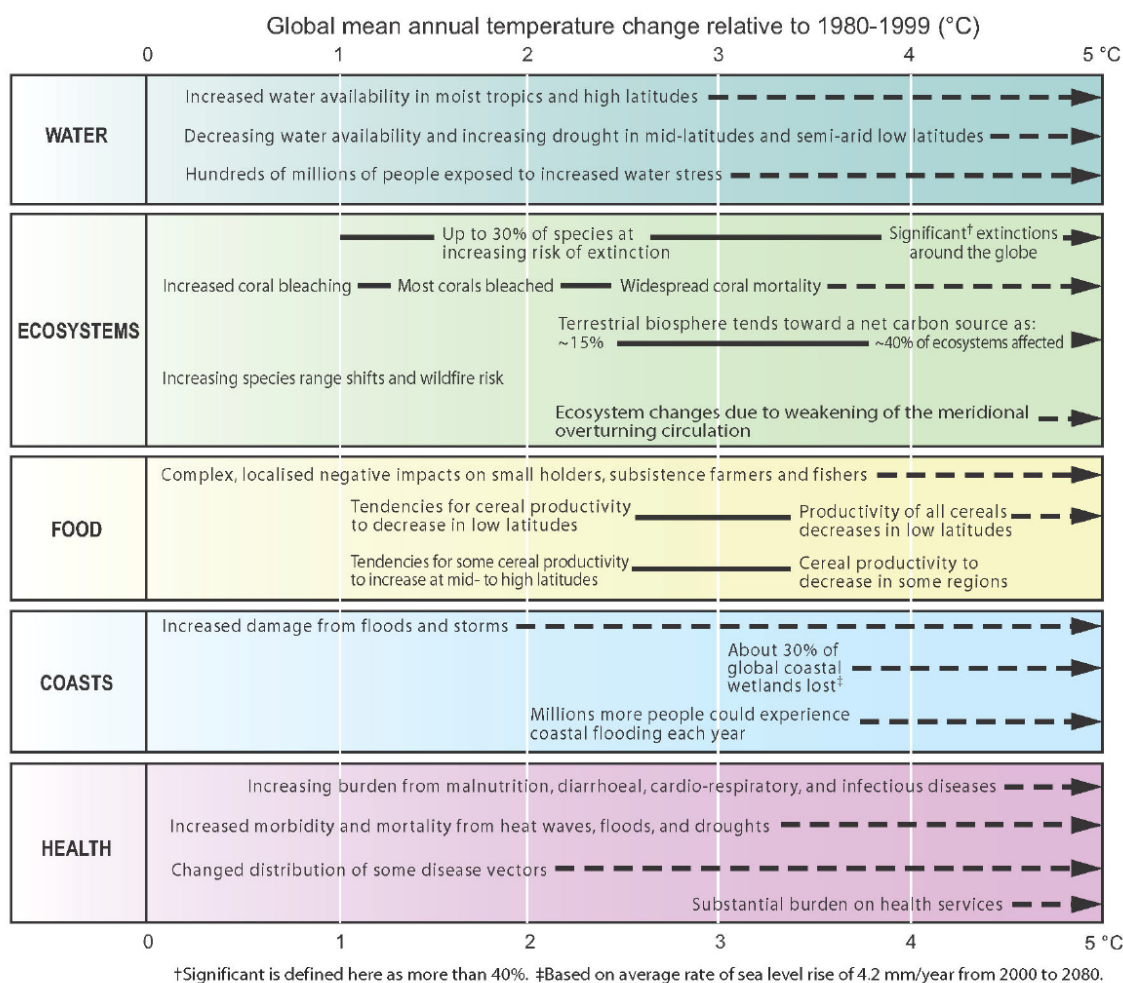 Global mean annual temperature change relative to 1980-1999 (°C)
0 1 2 3 4 5 °C
WATER
Increased water availability in moist tropics and high latitudes
Decreasing water availability and increasing drought in mid-latitudes and semi-arid low latitudes
Hundreds of millions of people exposed to increased water stress
ECOSYSTEMS
Up to 30% of species at
increasing risk of extinction
Significant† extinctions
around the globe
Increased coral bleaching Most corals bleached Widespread coral mortality
Terrestrial biosphere tends toward a net carbon source as:
~15% ~40% of ecosystems affected
Increasing species range shifts and wildfire risk
Ecosystem changes due to weakening of the meridional
overturning circulation
FOOD
Complex, localised negative impacts on small holders, subsistence farmers and fishers
Tendencies for cereal productivity
to decrease in low latitudes
Productivity of all cereals
decreases in low latitudes
Tendencies for some cereal productivity
to increase at mid- to high latitudes
Cereal productivity to
decrease in some regions
COASTS
Increased damage from floods and storms
About 30% of
global coastal
wetlands lost‡
Millions more people could experience
coastal flooding each year
HEALTH
Increasing burden from malnutrition, diarrhoeal, cardio-respiratory, and infectious diseases
Increased morbidity and mortality from heat waves, floods, and droughts
Changed distribution of some disease vectors
Substantial burden on health services
0 1 2 3 4 5 °C
†Significant is defined here as more than 40%. ‡Based on average rate of sea level rise of 4.2 mm/year from 2000 to 2080.